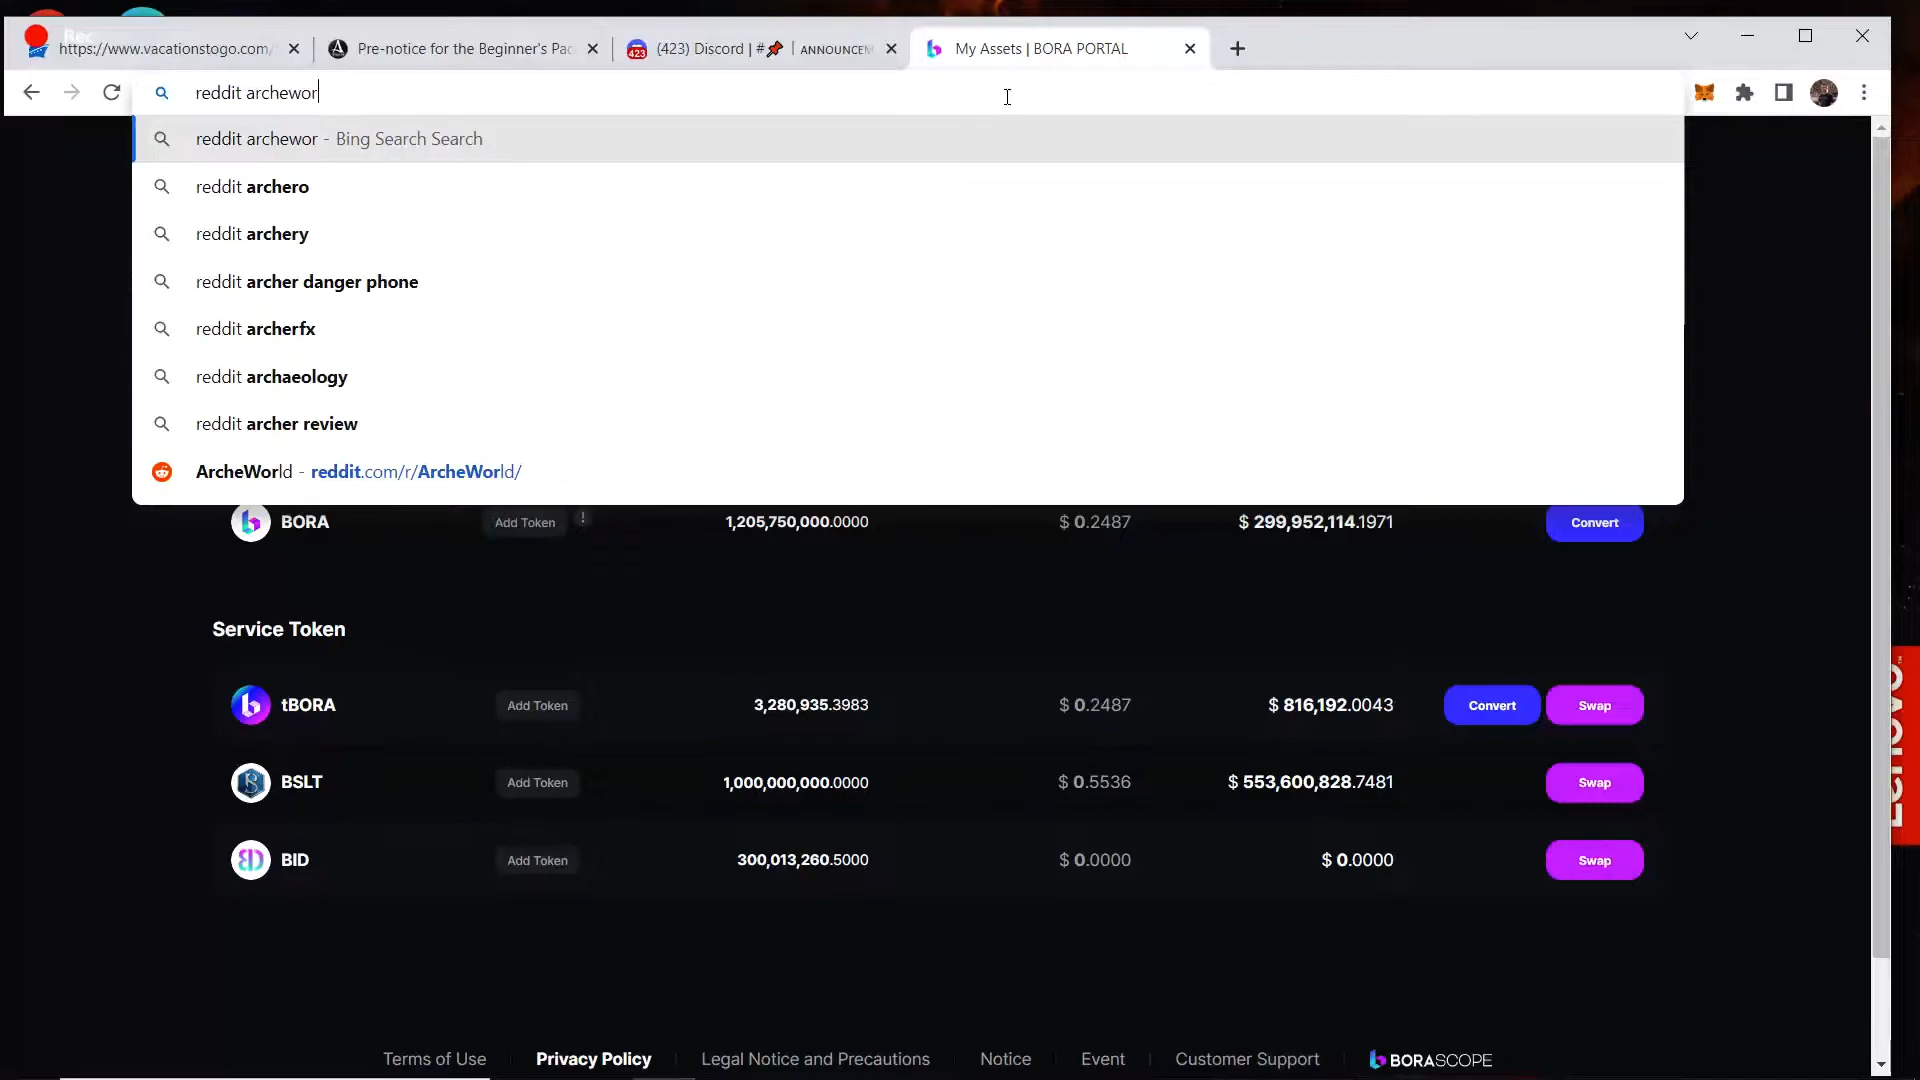 Rec
https://www.vacationstogo.com/
Pre-notice for the Beginner's Pac
423
(423) Discord | #📌 | ANNOUNCEM
My Assets | BORA PORTAL
reddit archewor
reddit archewor - Bing Search Search
reddit archero
reddit archery
reddit archer danger phone
reddit archerfx
reddit archaeology
reddit archer review
ArcheWorld - reddit.com/r/ArcheWorld/
BORA Add Token ! 1,205,750,000.0000 $ 0.2487 $ 299,952,114.1971 Convert
Service Token
tBORA Add Token 3,280,935.3983 $ 0.2487 $ 816,192.0043 Convert Swap
BSLT Add Token 1,000,000,000.0000 $ 0.5536 $ 553,600,828.7481 Swap
BID Add Token 300,013,260.5000 $ 0.0000 $ 0.0000 Swap
Lenovo™
Terms of Use Privacy Policy Legal Notice and Precautions Notice Event Customer Support BORASCOPE